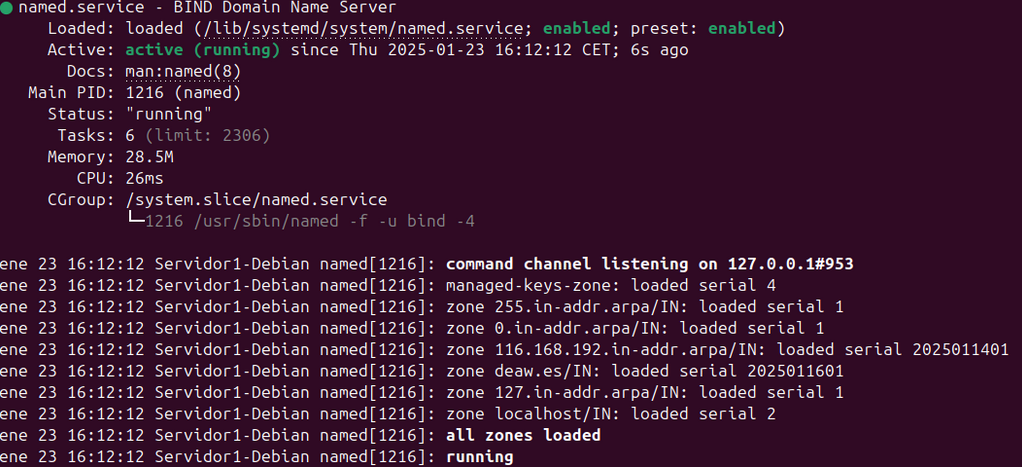 ● named.service - BIND Domain Name Server
Loaded: loaded (/lib/systemd/system/named.service; enabled; preset: enabled)
Active: active (running) since Thu 2025-01-23 16:12:12 CET; 6s ago
Docs: man:named(8)
Main PID: 1216 (named)
Status: "running"
Tasks: 6 (limit: 2306)
Memory: 28.5M
CPU: 26ms
CGroup: /system.slice/named.service
└─1216 /usr/sbin/named -f -u bind -4
ene 23 16:12:12 Servidor1-Debian named[1216]: command channel listening on 127.0.0.1#953
ene 23 16:12:12 Servidor1-Debian named[1216]: managed-keys-zone: loaded serial 4
ene 23 16:12:12 Servidor1-Debian named[1216]: zone 255.in-addr.arpa/IN: loaded serial 1
ene 23 16:12:12 Servidor1-Debian named[1216]: zone 0.in-addr.arpa/IN: loaded serial 1
ene 23 16:12:12 Servidor1-Debian named[1216]: zone 116.168.192.in-addr.arpa/IN: loaded serial 2025011401
ene 23 16:12:12 Servidor1-Debian named[1216]: zone deaw.es/IN: loaded serial 2025011601
ene 23 16:12:12 Servidor1-Debian named[1216]: zone 127.in-addr.arpa/IN: loaded serial 1
ene 23 16:12:12 Servidor1-Debian named[1216]: zone localhost/IN: loaded serial 2
ene 23 16:12:12 Servidor1-Debian named[1216]: all zones loaded
ene 23 16:12:12 Servidor1-Debian named[1216]: running